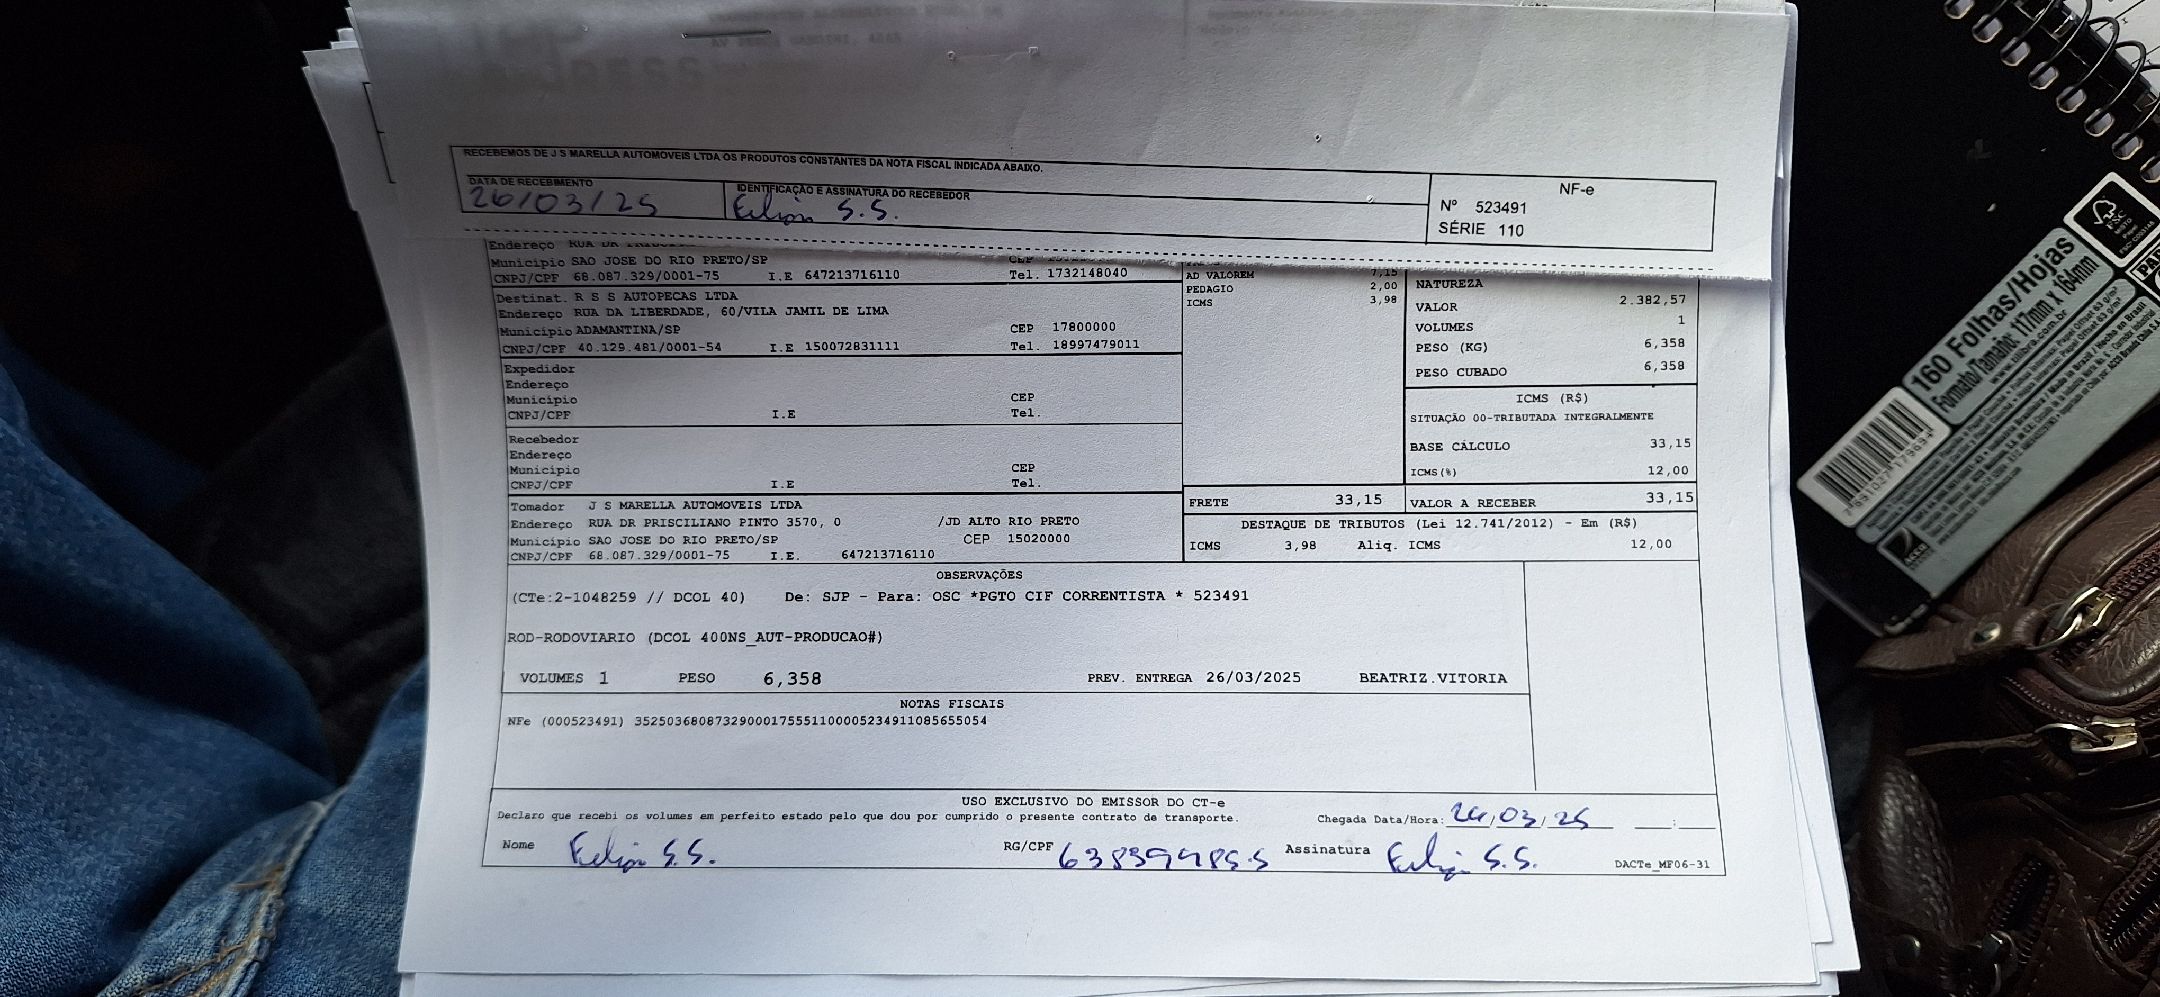 RECEBEMOS DE J S MARELLA AUTOMOVEIS LTDA OS PRODUTOS CONSTANTES DA NOTA FISCAL INDICADA ABAIXO.
DATA DE RECEBIMENTO
26/03/25
IDENTIFICAÇÃO E ASSINATURA DO RECEBEDOR
S.S.
NF-e
Nº 523491
SÉRIE 110
Endereço RUA DR
Municipio SAO JOSE DO RIO PRETO/SP
CNPJ/CPF 68.087.329/0001-75 I.E 647213716110 Tel. 1732148040
Destinat. R S S AUTOPECAS LTDA
Endereço RUA DA LIBERDADE, 60/VILA JAMIL DE LIMA
Municipio ADAMANTINA/SP CEP 17800000
CNPJ/CPF 40.129.481/0001-54 I.E 150072831111 Tel. 18997479011
Expedidor
Endereço
Município CEP
CNPJ/CPF I.E Tel.
Recebedor
Endereço
Municipio CEP
CNPJ/CPF I.E Tel.
Tomador J S MARELLA AUTOMOVEIS LTDA
Endereço RUA DR PRISCILIANO PINTO 3570, 0 /JD ALTO RIO PRETO
Municipio SAO JOSE DO RIO PRETO/SP CEP 15020000
CNPJ/CPF 68.087.329/0001-75 I.E. 647213716110
AD VALOREM 7,15
PEDAGIO 2,00
ICMS 3,98
NATUREZA
VALOR 2.382,57
VOLUMES 1
PESO (KG) 6,358
PESO CUBADO 6,358
ICMS (R$)
SITUAÇÃO 00-TRIBUTADA INTEGRALMENTE
BASE CÁLCULO 33,15
ICMS(%) 12,00
FRETE 33,15 VALOR A RECEBER 33,15
DESTAQUE DE TRIBUTOS (Lei 12.741/2012) - Em (R$)
ICMS 3,98 Aliq. ICMS 12,00
OBSERVAÇÕES
(CTe:2-1048259 // DCOL 40) De: SJP - Para: OSC *PGTO CIF CORRENTISTA * 523491
ROD-RODOVIARIO (DCOL 400NS_AUT-PRODUCAO#)
VOLUMES 1 PESO 6,358 PREV. ENTREGA 26/03/2025 BEATRIZ.VITORIA
NOTAS FISCAIS
NFe (000523491) 35250368087329000175551100005234911085655054
USO EXCLUSIVO DO EMISSOR DO CT-e
Declaro que recebi os volumes em perfeito estado pelo que dou por cumprido o presente contrato de transporte. Chegada Data/Hora: 26/03/25 __:__
Nome S.S. RG/CPF Assinatura S.S. DACTe_MF06-31
160 Folhas/Hojas
Formato/Tamaño: 117mm x 164mm